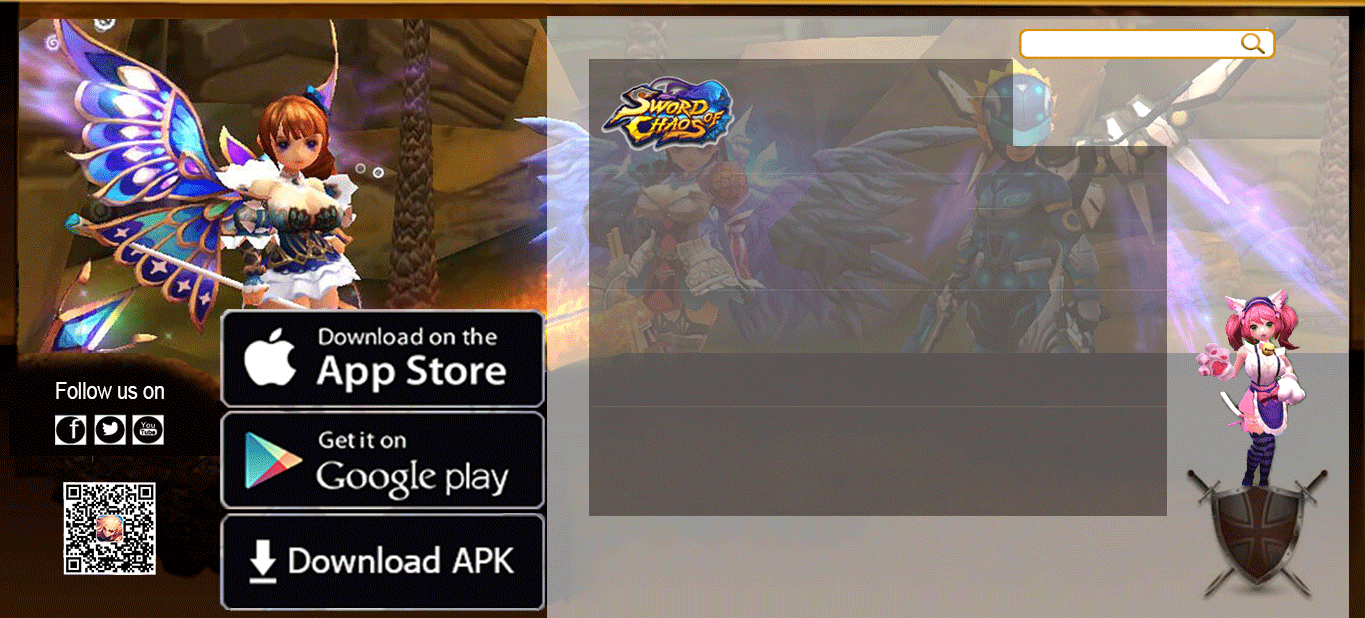 SWORD
OF
CHAOS
Download on the
App Store
Follow us on
f
You
Tube
Get it on
Google play
Download APK